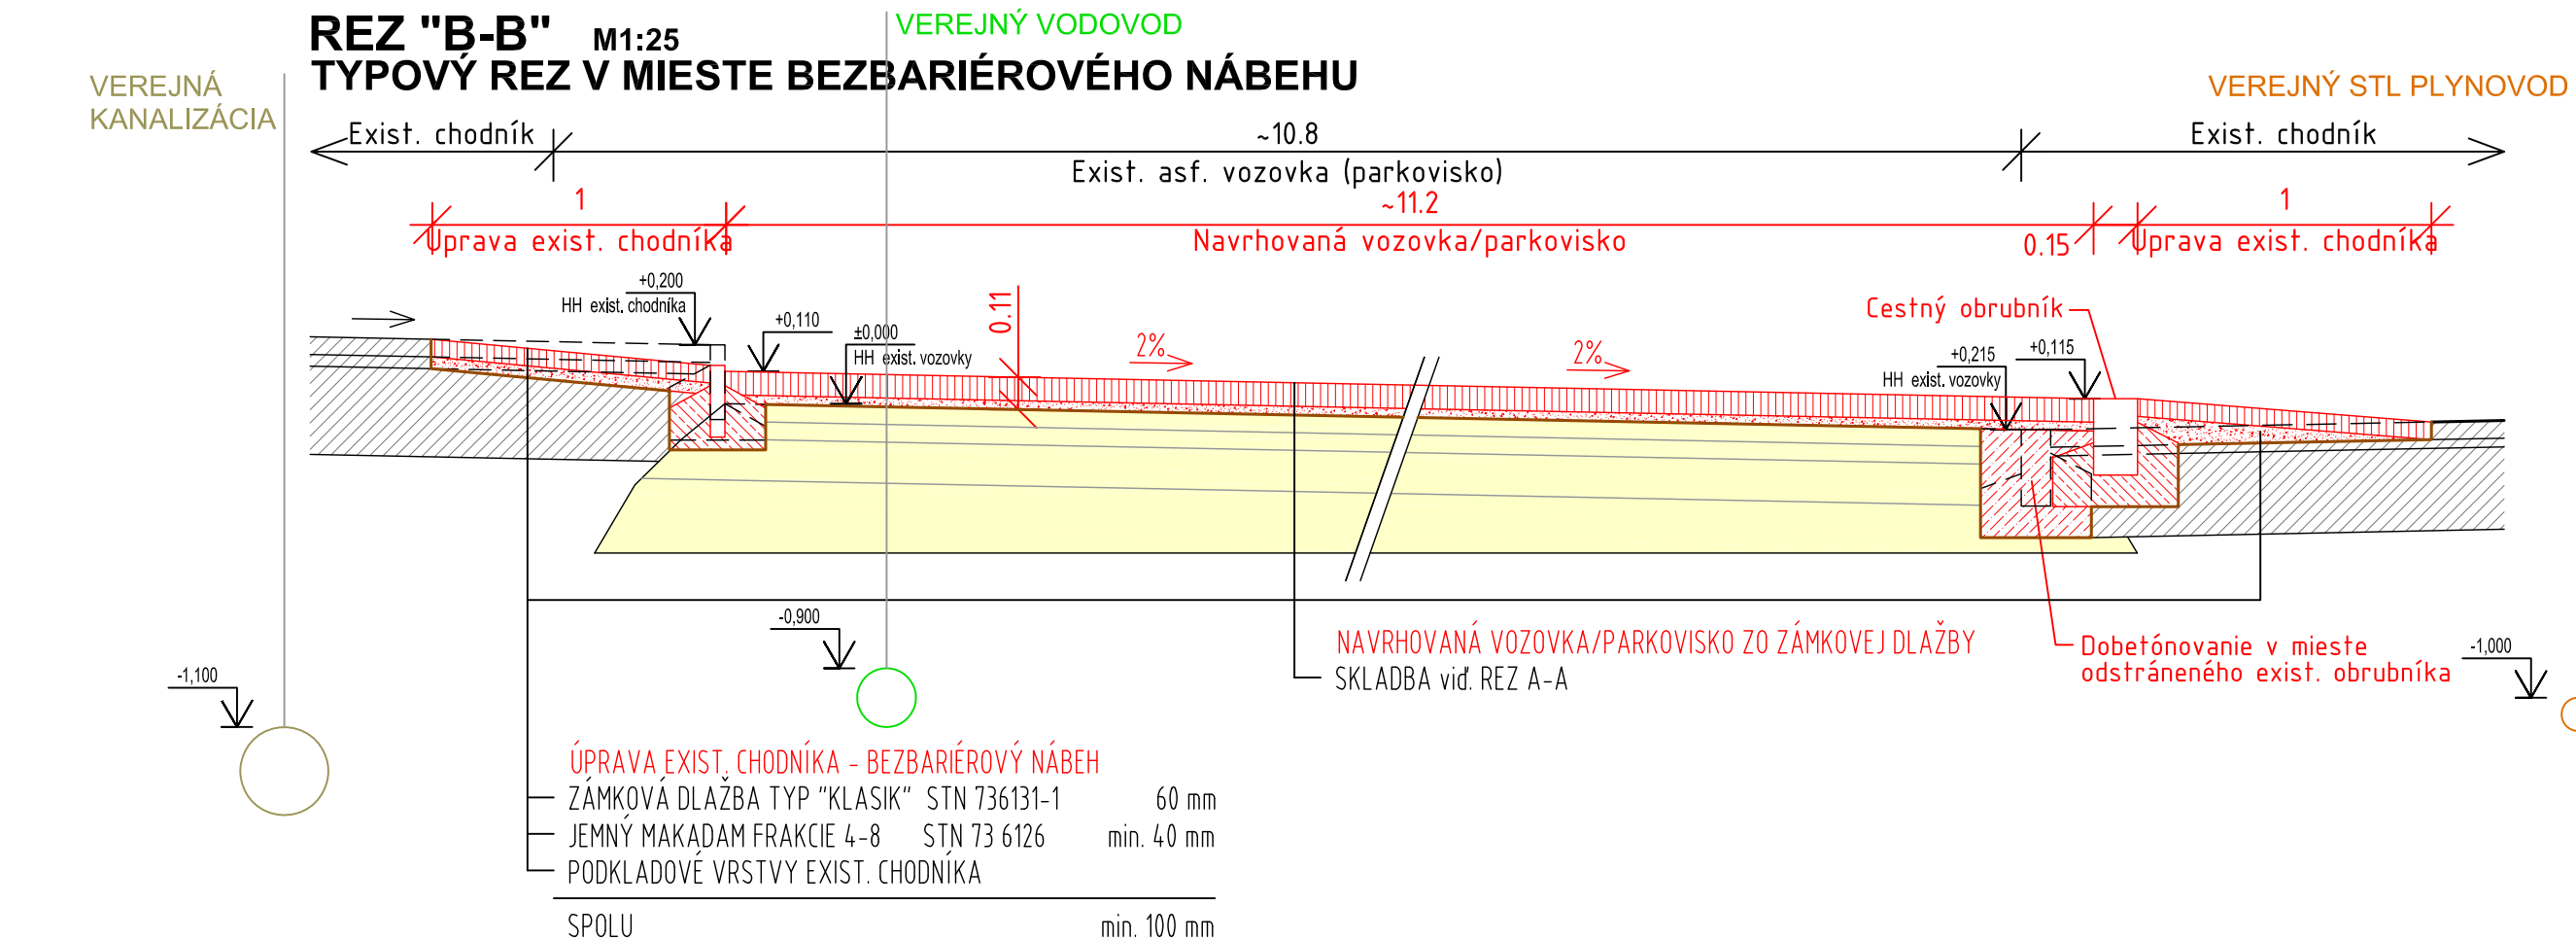 REZ "B-B" M1:25
TYPOVÝ REZ V MIESTE BEZBARIÉROVÉHO NÁBEHU
VEREJNÝ VODOVOD
VEREJNÁ
KANALIZÁCIA
VEREJNÝ STL PLYNOVOD
Exist. chodník
~10.8
Exist. chodník
Exist. asf. vozovka (parkovisko)
1
~11.2
1
Úprava exist. chodníka
Navrhovaná vozovka/parkovisko
0.15
Úprava exist. chodníka
+0,200
HH exist. chodníka
+0,110
±0,000
HH exist. vozovky
0.11
2%
2%
Cestný obrubník
+0,215
HH exist. vozovky
+0,115
-0,900
-1,100
-1,000
NAVRHOVANÁ VOZOVKA/PARKOVISKO ZO ZÁMKOVEJ DLAŽBY
SKLADBA viď. REZ A-A
Dobetónovanie v mieste
odstráneného exist. obrubníka
ÚPRAVA EXIST. CHODNÍKA - BEZBARIÉROVÝ NÁBEH
ZÁMKOVÁ DLAŽBA TYP "KLASIK" STN 736131-1 60 mm
JEMNÝ MAKADAM FRAKCIE 4-8 STN 73 6126 min. 40 mm
PODKLADOVÉ VRSTVY EXIST. CHODNÍKA
SPOLU min. 100 mm